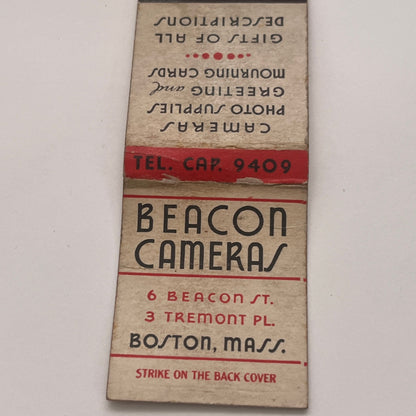 CAMERAS
PHOTO SUPPLIES
GREETING and
MOURNING CARDS
GIFTS OF ALL
DESCRIPTIONS
TEL. CAP. 9409
BEACON
CAMERAS
6 BEACON ST.
3 TREMONT PL.
BOSTON, MASS.
STRIKE ON THE BACK COVER